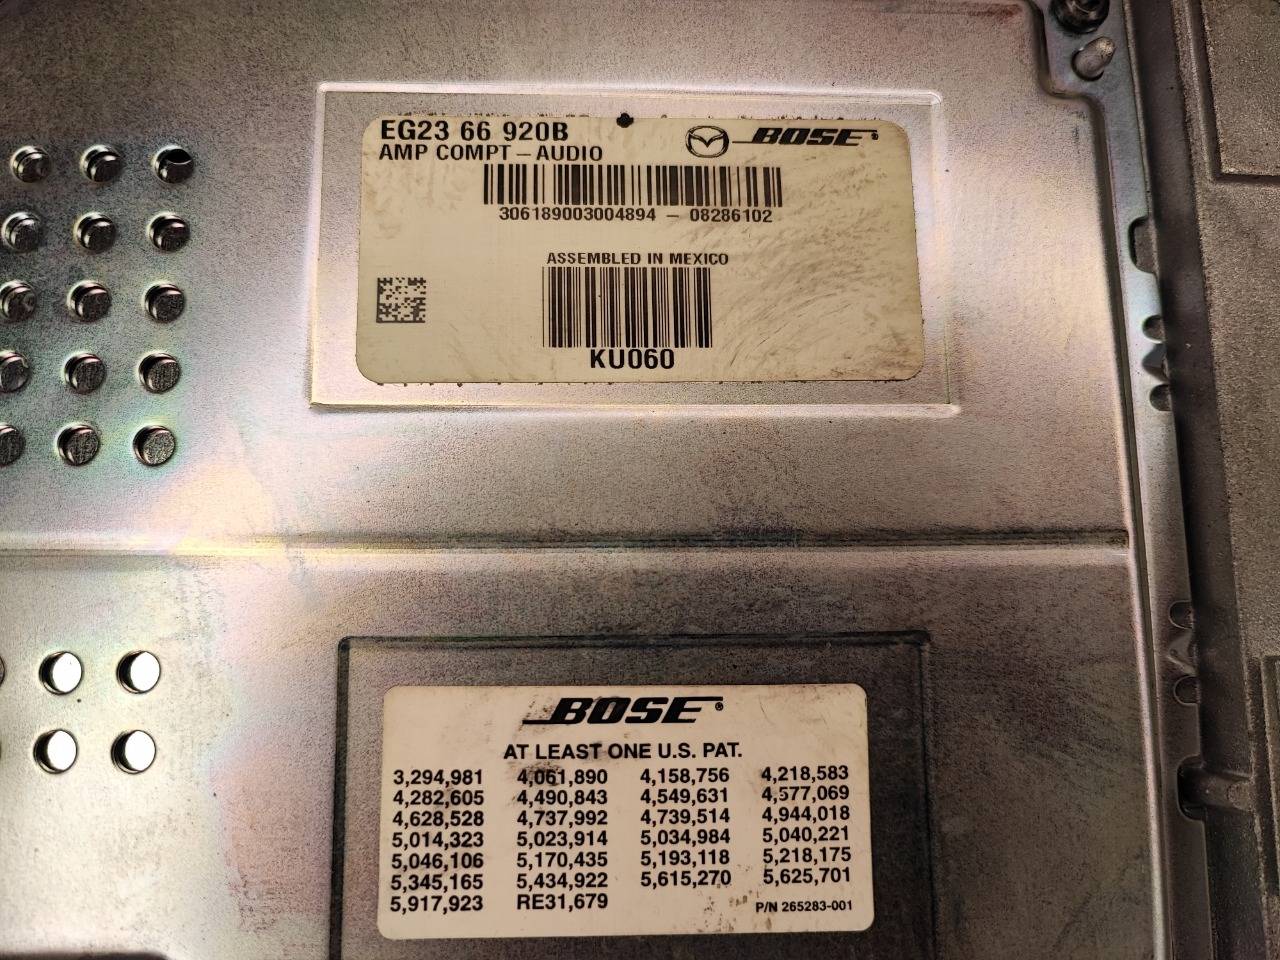 EG23 66 920B
AMP COMPT – AUDIO
BOSE®
306189003004894 – 08286102
ASSEMBLED IN MEXICO
KU060
BOSE®
AT LEAST ONE U.S. PAT.
3,294,981 4,061,890 4,158,756 4,218,583
4,282,605 4,490,843 4,549,631 4,577,069
4,628,528 4,737,992 4,739,514 4,944,018
5,014,323 5,023,914 5,034,984 5,040,221
5,046,106 5,170,435 5,193,118 5,218,175
5,345,165 5,434,922 5,615,270 5,625,701
5,917,923 RE31,679 P/N 265283-001